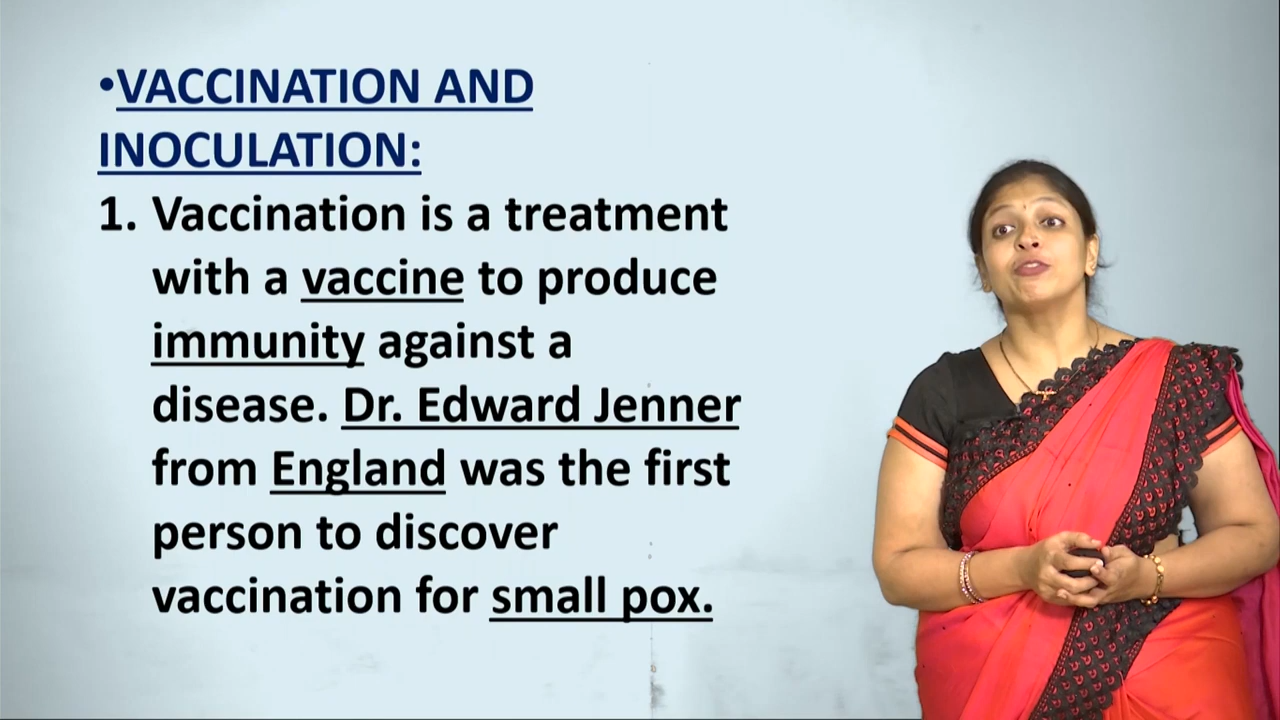 •VACCINATION AND
INOCULATION:
1. Vaccination is a treatment
with a vaccine to produce
immunity against a
disease. Dr. Edward Jenner
from England was the first
person to discover
vaccination for small pox.